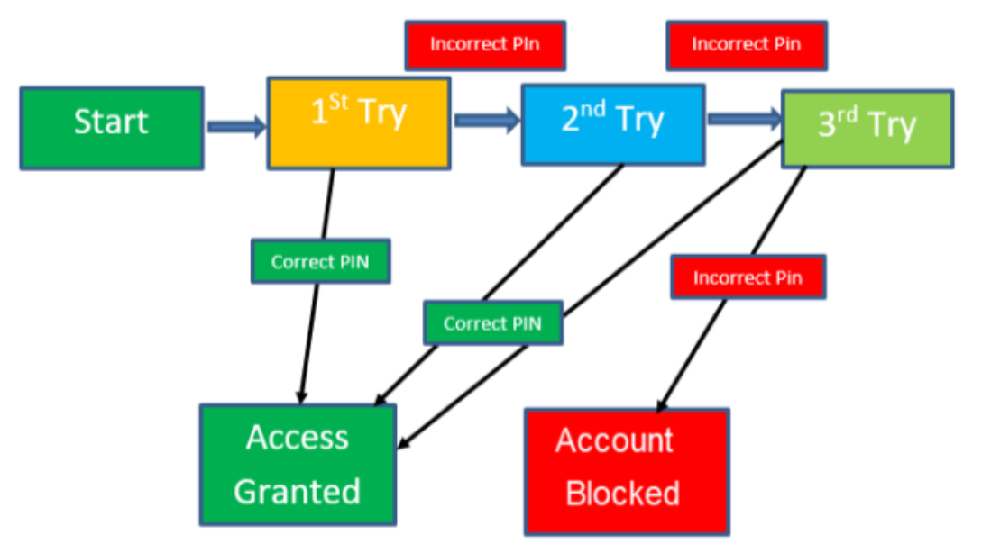 Incorrect PIn
Incorrect Pin
Start
1St Try
2nd Try
3rd Try
Correct PIN
Incorrect Pin
Correct PIN
Access
Granted
Account
Blocked